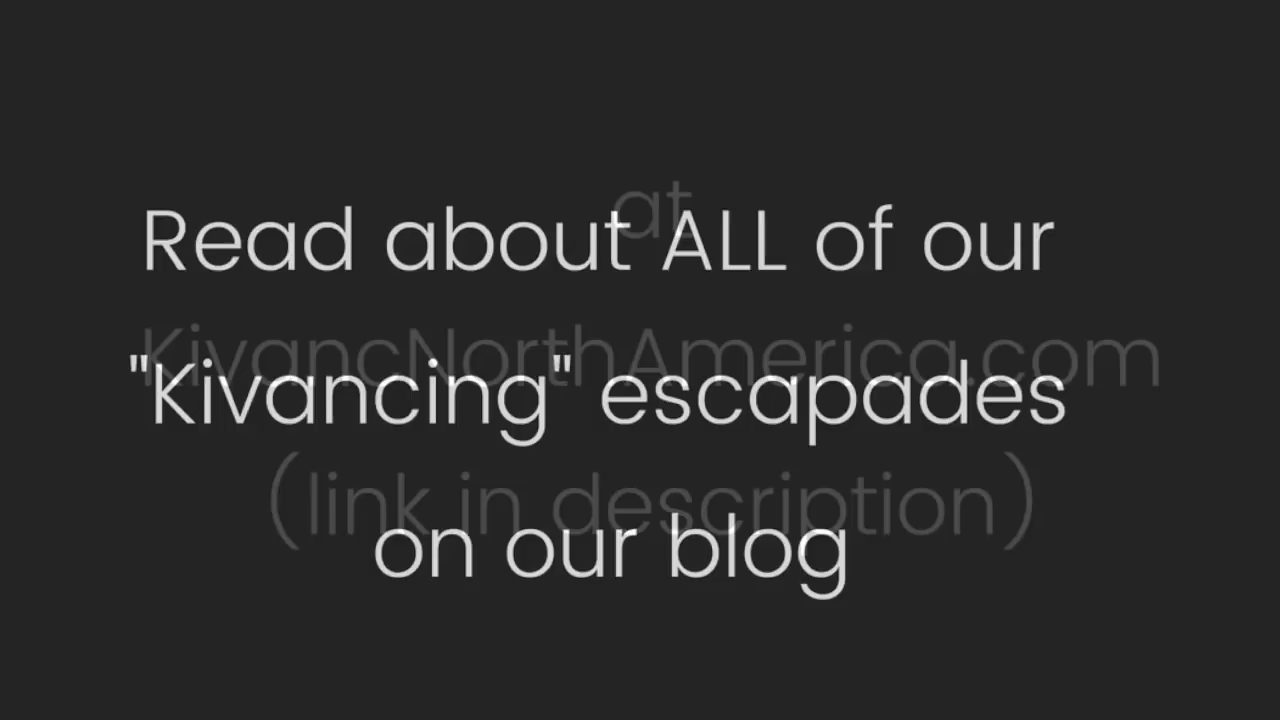 Read about ALL of our
"Kivancing" escapades
on our blog
at
KivancNorthAmerica.com
(link in description)